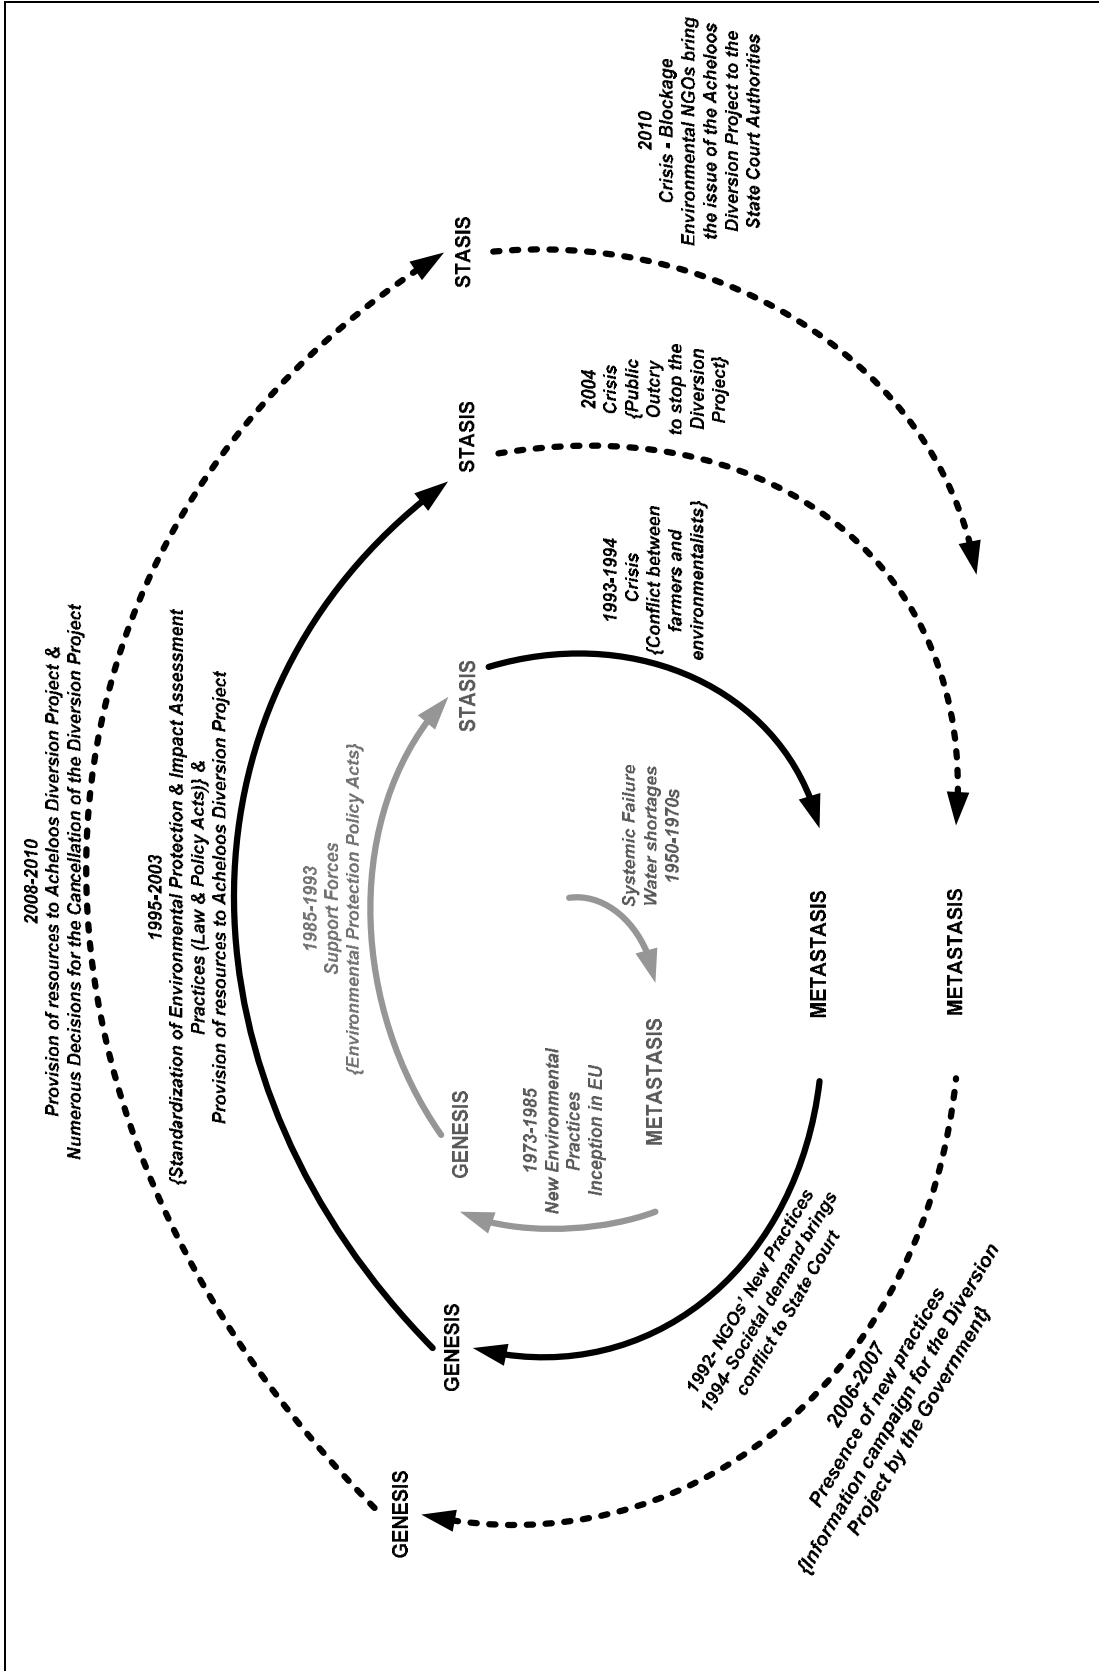 2008-2010
Provision of resources to Acheloos Diversion Project &
Numerous Decisions for the Cancellation of the Diversion Project
1995-2003
{Standardization of Environmental Protection & Impact Assessment
Practices (Law & Policy Acts)} &
Provision of resources to Acheloos Diversion Project
1985-1993
Support Forces
{Environmental Protection Policy Acts}
GENESIS
GENESIS
GENESIS
STASIS
STASIS
STASIS
1973-1985
New Environmental
Practices
Inception in EU
Systemic Failure
Water shortages
1950-1970s
1993-1994
Crisis
{Conflict between
farmers and
environmentalists}
2004
Crisis
{Public
Outcry
to stop the
Diversion
Project}
2010
Crisis - Blockage
Environmental NGOs bring
the issue of the Acheloos
Diversion Project to the
State Court Authorities
METASTASIS
METASTASIS
METASTASIS
1992- NGOs' New Practices
1994- Societal demand brings
conflict to State Court
2006-2007
Presence of new practices
{Information campaign for the Diversion
Project by the Government}